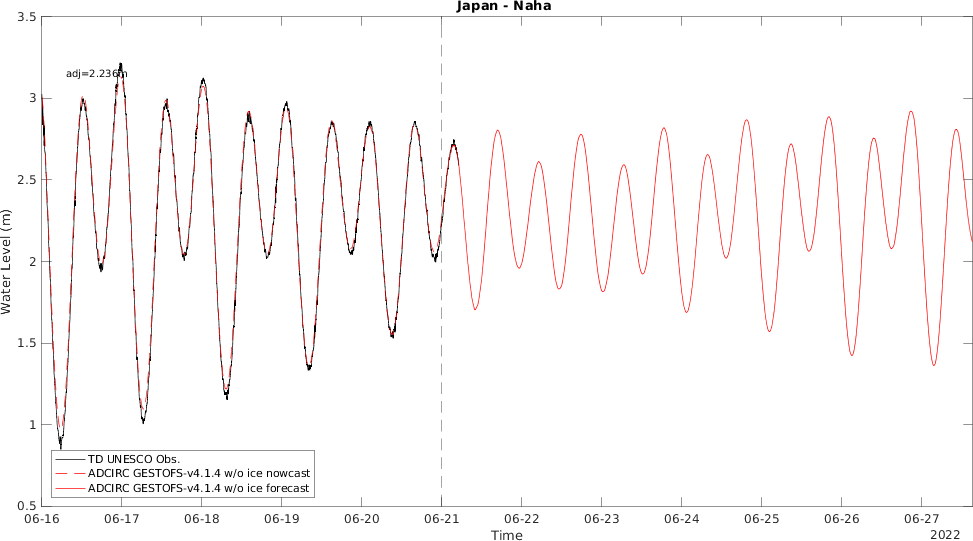 Japan - Naha
3.5
3
2.5
2
1.5
1
0.5
Water Level (m)
adj=2.236m
TD UNESCO Obs.
ADCIRC GESTOFS-v4.1.4 w/o ice nowcast
ADCIRC GESTOFS-v4.1.4 w/o ice forecast
06-16 06-17 06-18 06-19 06-20 06-21 06-22 06-23 06-24 06-25 06-26 06-27
2022
Time